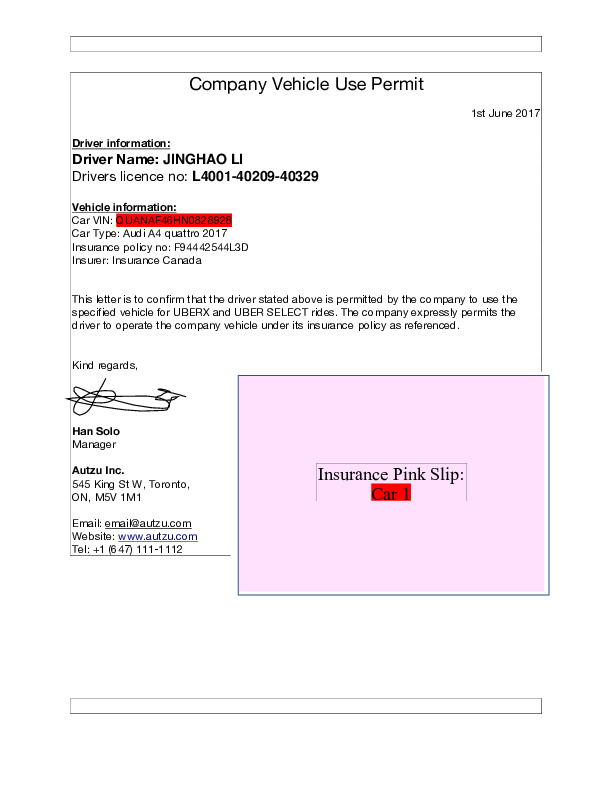 Company Vehicle Use Permit
1st June 2017
Driver information:
Driver Name: JINGHAO LI
Drivers licence no: L4001-40209-40329
Vehicle information:
Car VIN: QUANAF46HN0828928
Car Type: Audi A4 quattro 2017
Insurance policy no: F94442544L3D
Insurer: Insurance Canada
This letter is to confirm that the driver stated above is permitted by the company to use the
specified vehicle for UBERX and UBER SELECT rides. The company expressly permits the
driver to operate the company vehicle under its insurance policy as referenced.
Kind regards,
Han Solo
Manager
Autzu Inc.
545 King St W, Toronto,
ON, M5V 1M1
Email: email@autzu.com
Website: www.autzu.com
Tel: +1 (647) 111-1112
Insurance Pink Slip:
Car 1